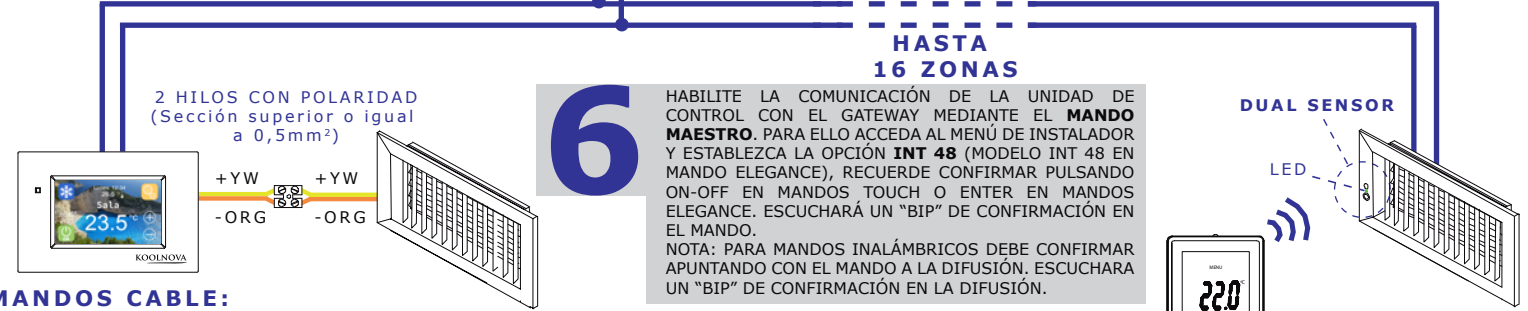 HASTA
16 ZONAS
2 HILOS CON POLARIDAD
(Sección superior o igual
a 0,5mm²)
+YW
+YW
-ORG
-ORG
Sala
23.5°C
KOOLNOVA
MANDOS CABLE:
6
HABILITE LA COMUNICACIÓN DE LA UNIDAD DE
CONTROL CON EL GATEWAY MEDIANTE EL MANDO
MAESTRO. PARA ELLO ACCEDA AL MENÚ DE INSTALADOR
Y ESTABLEZCA LA OPCIÓN INT 48 (MODELO INT 48 EN
MANDO ELEGANCE), RECUERDE CONFIRMAR PULSANDO
ON-OFF EN MANDOS TOUCH O ENTER EN MANDOS
ELEGANCE. ESCUCHARÁ UN “BIP” DE CONFIRMACIÓN EN
EL MANDO.
NOTA: PARA MANDOS INALÁMBRICOS DEBE CONFIRMAR
APUNTANDO CON EL MANDO A LA DIFUSIÓN. ESCUCHARA
UN “BIP” DE CONFIRMACIÓN EN LA DIFUSIÓN.
DUAL SENSOR
LED
MENU
22.0